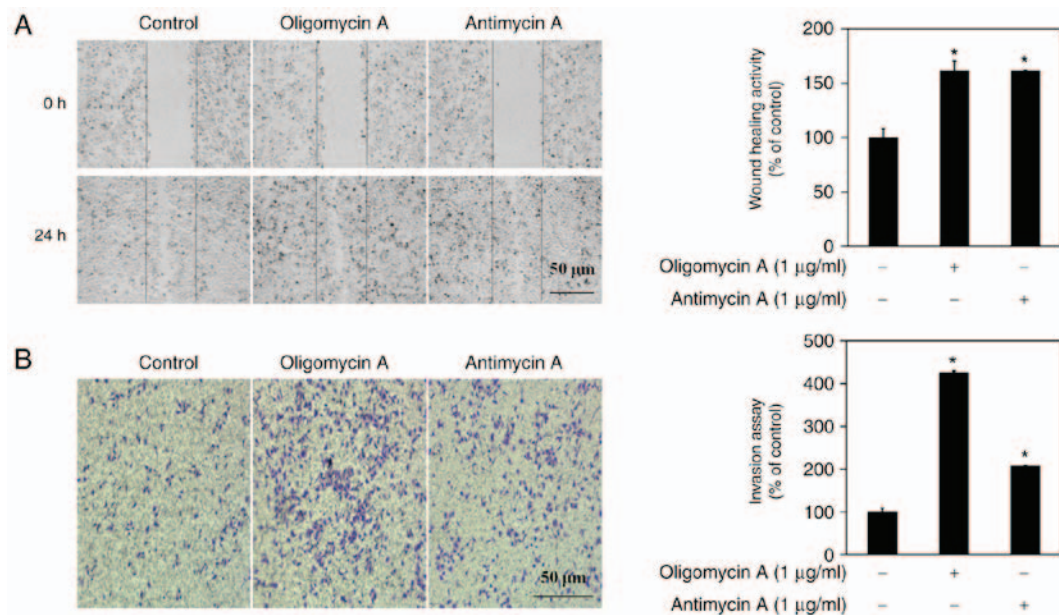 A
Control Oligomycin A Antimycin A
0 h
24 h
50 μm
200
150
100
50
0
Wound healing activity
(% of control)
* *
Oligomycin A (1 μg/ml) – + –
Antimycin A (1 μg/ml) – – +
B
Control Oligomycin A Antimycin A
50 μm
500
400
300
200
100
0
Invasion assay
(% of control)
* *
Oligomycin A (1 μg/ml) – + –
Antimycin A (1 μg/ml) – – +